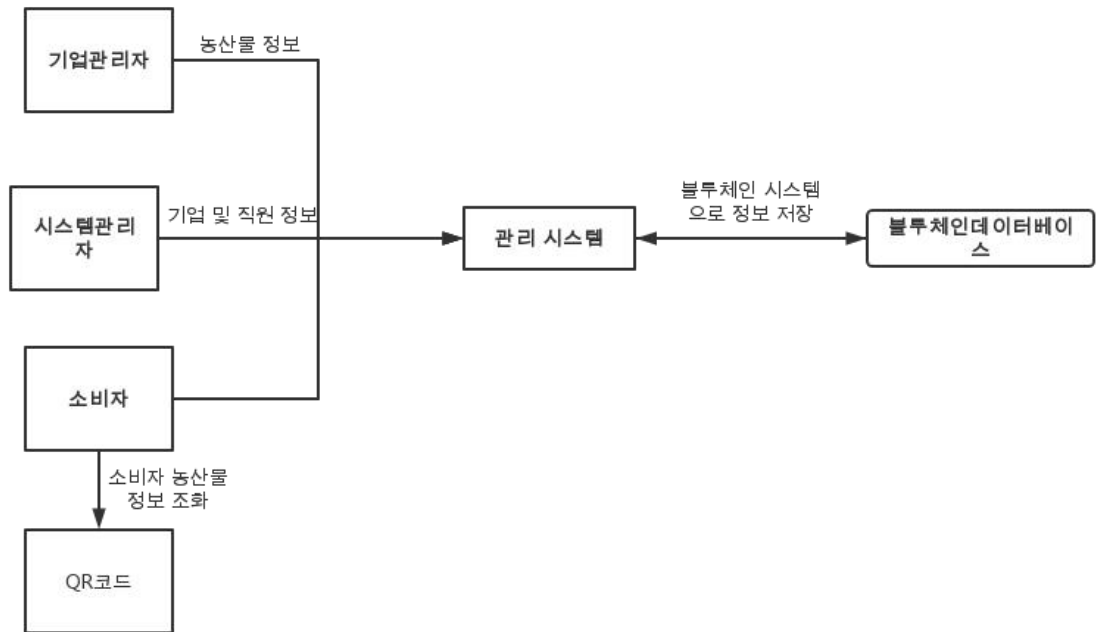 기업관리자
농산물 정보
시스템관리
자
기업 및 직원 정보
관리 시스템
블투체인 시스템
으로 정보 저장
블투체인데이터베이
스
소비자
소비자 농산물
정보 조화
QR코드